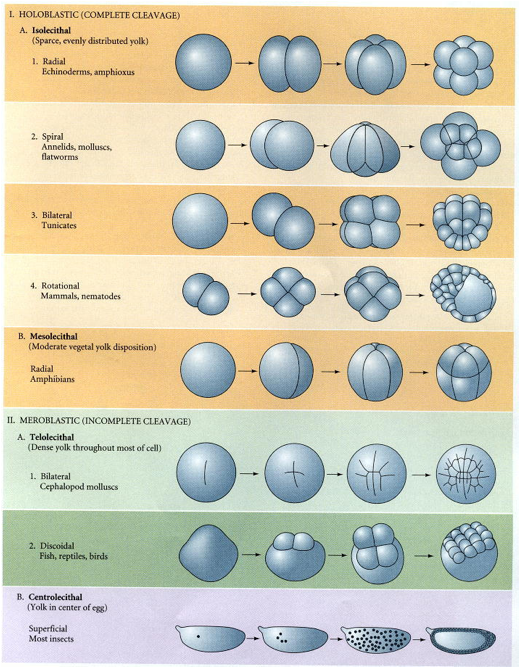 I. HOLOBLASTIC (COMPLETE CLEAVAGE)
A. Isolecithal
(Sparce, evenly distributed yolk)
1. Radial
Echinoderms, amphioxus
2. Spiral
Annelids, molluscs,
flatworms
3. Bilateral
Tunicates
4. Rotational
Mammals, nematodes
B. Mesolecithal
(Moderate vegetal yolk disposition)
Radial
Amphibians
II. MEROBLASTIC (INCOMPLETE CLEAVAGE)
A. Telolecithal
(Dense yolk throughout most of cell)
1. Bilateral
Cephalopod molluscs
2. Discoidal
Fish, reptiles, birds
B. Centrolecithal
(Yolk in center of egg)
Superficial
Most insects